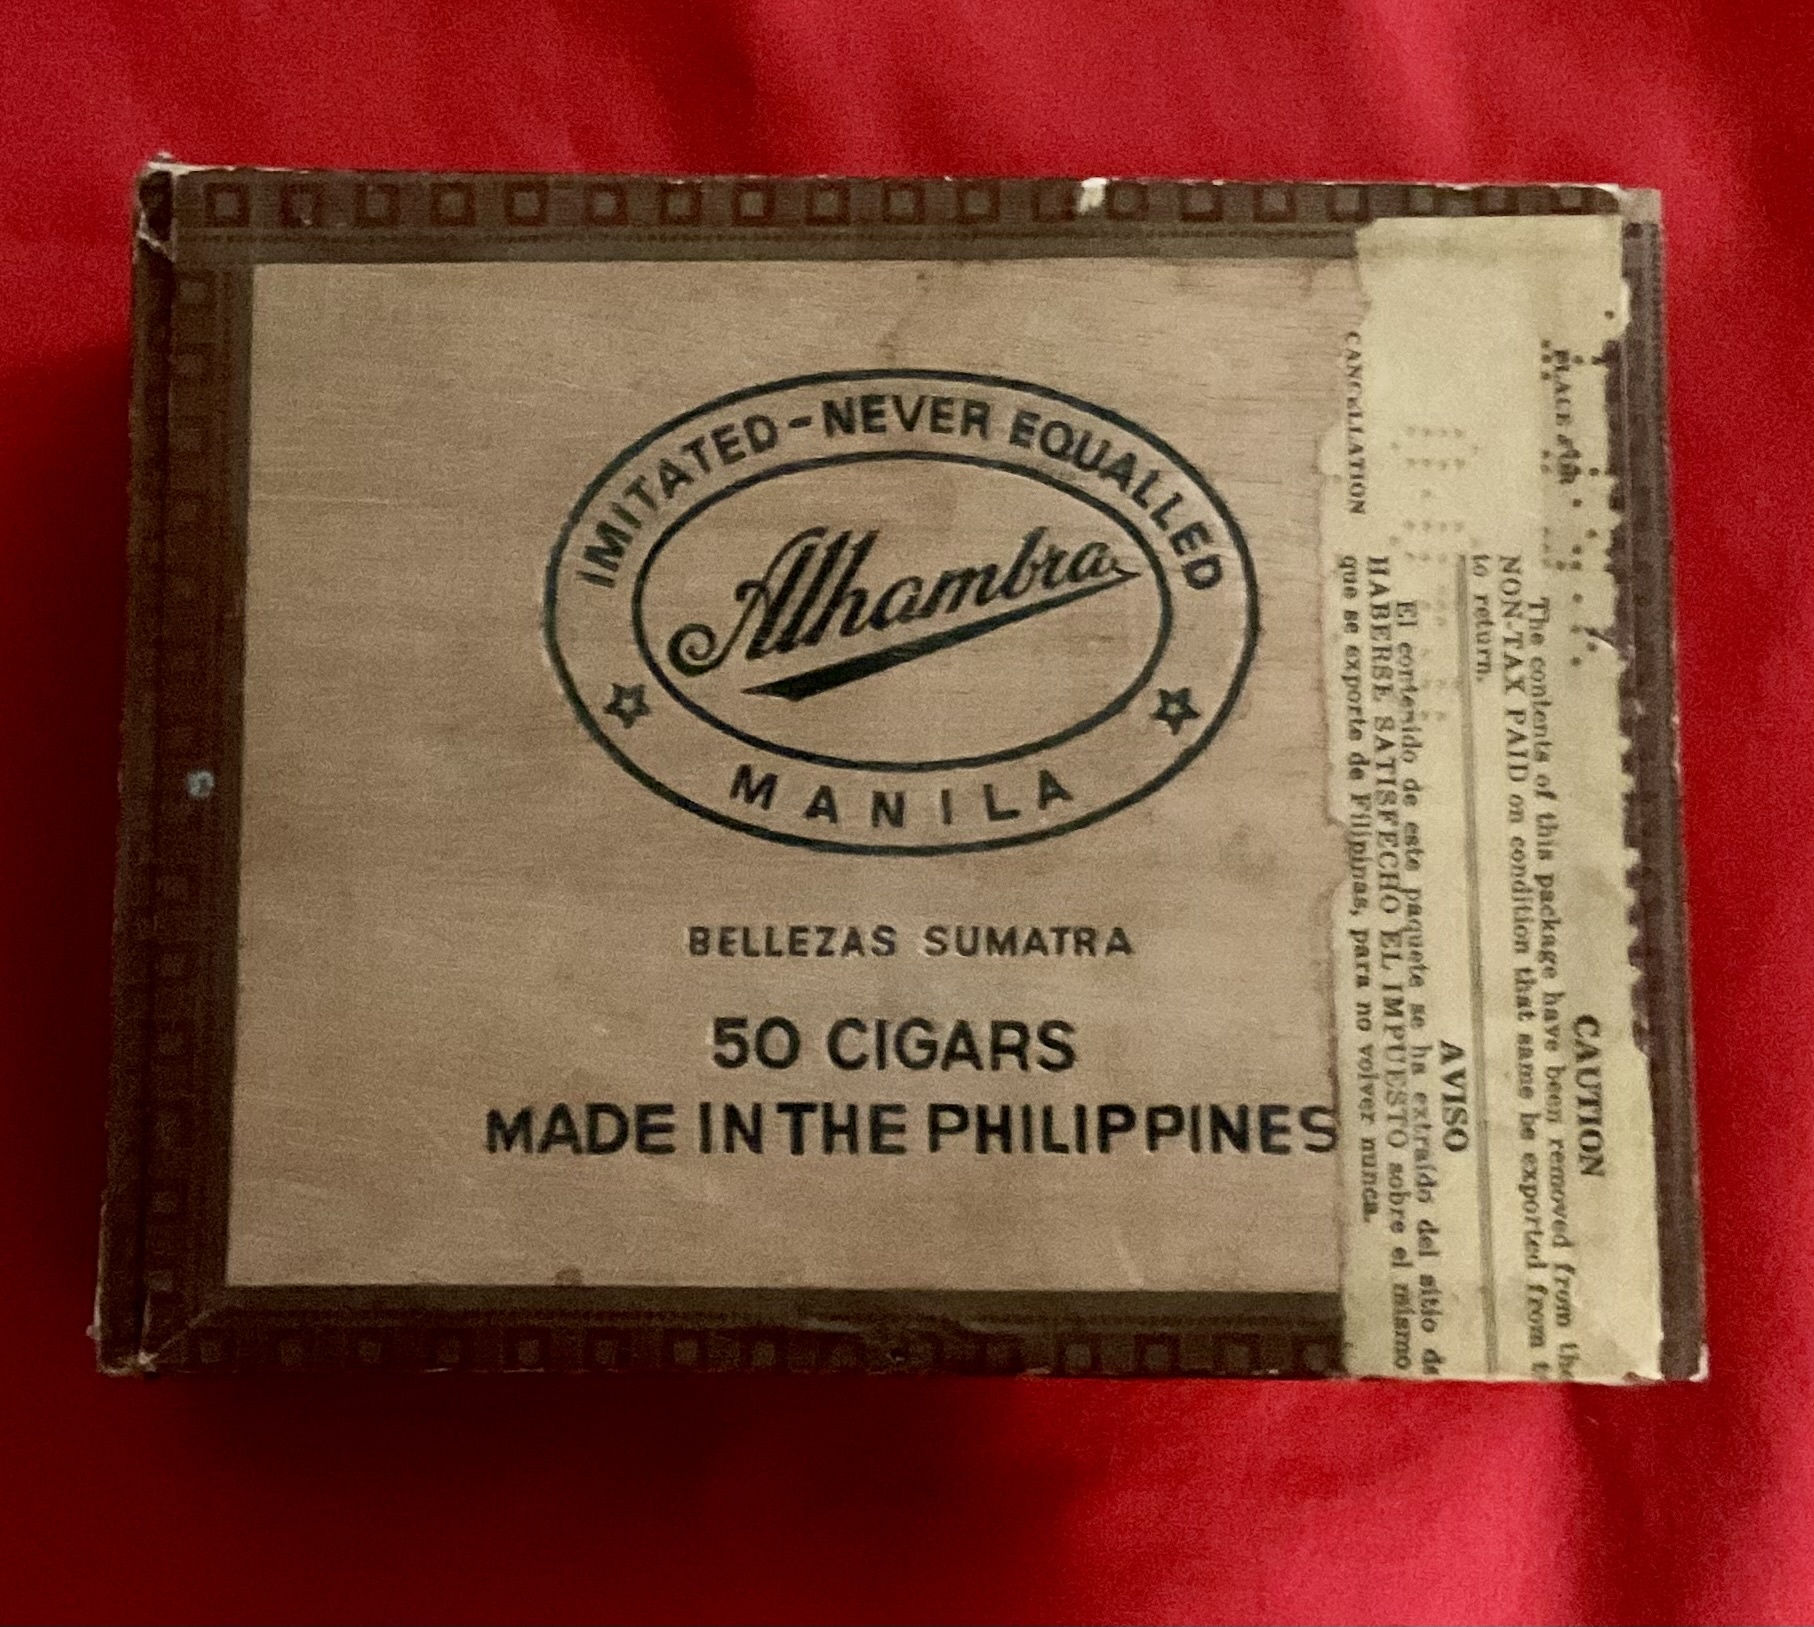 IMITATED-NEVER EQUALLED
Alhambra
MANILA
BELLEZAS SUMATRA
50 CIGARS
MADE IN THE PHILIPPINES
CANCELLATION
PLACE
CAUTION
The contents of this package have been removed from the
NON-TAX PAID on condition that same be exported from
to return.
AVISO
El contenido de este paquete se ha extraído del sitio de
HABERSE SATISFECHO EL IMPUESTO sobre el mismo
que se exporte de Filipinas, para no volver nunca.